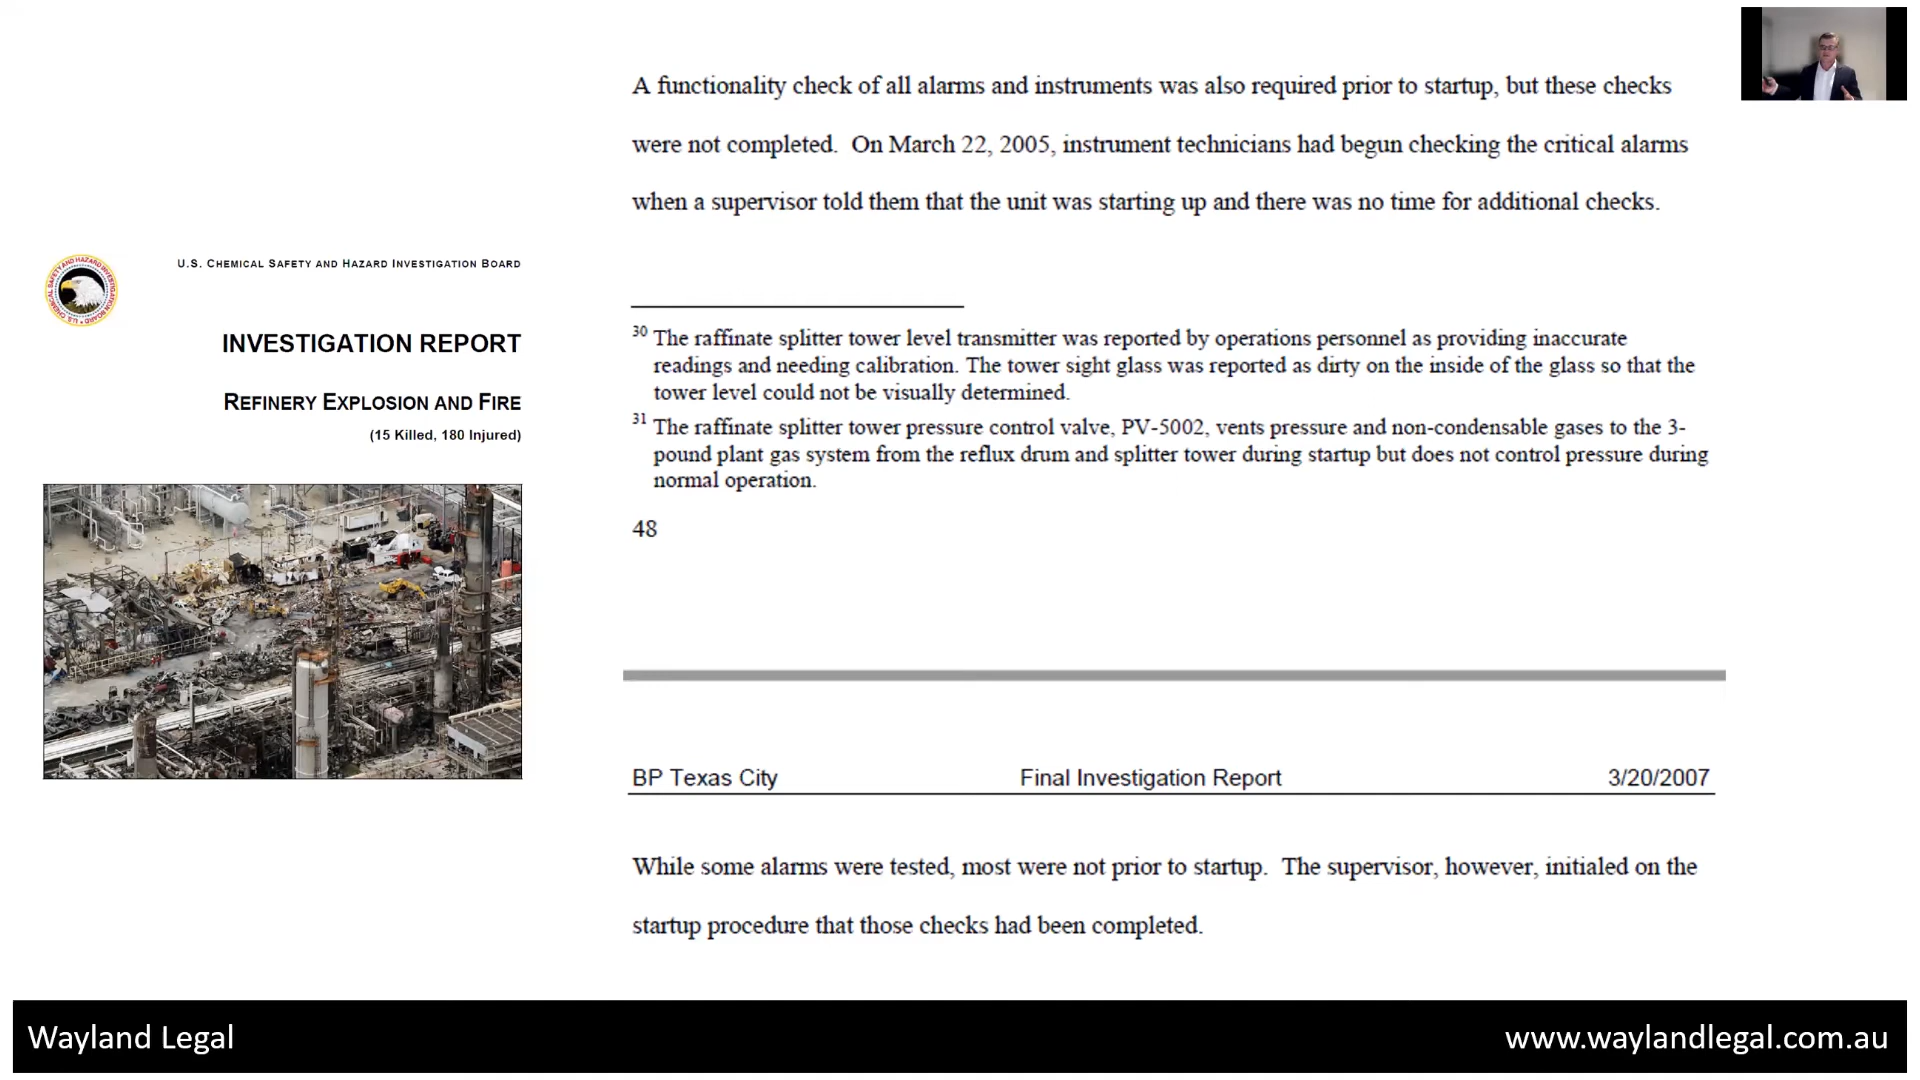 A functionality check of all alarms and instruments was also required prior to startup, but these checks
were not completed. On March 22, 2005, instrument technicians had begun checking the critical alarms
when a supervisor told them that the unit was starting up and there was no time for additional checks.
U.S. CHEMICAL SAFETY AND HAZARD INVESTIGATION BOARD
INVESTIGATION REPORT
REFINERY EXPLOSION AND FIRE
(15 Killed, 180 Injured)
30 The raffinate splitter tower level transmitter was reported by operations personnel as providing inaccurate
readings and needing calibration. The tower sight glass was reported as dirty on the inside of the glass so that the
tower level could not be visually determined.
31 The raffinate splitter tower pressure control valve, PV-5002, vents pressure and non-condensable gases to the 3-
pound plant gas system from the reflux drum and splitter tower during startup but does not control pressure during
normal operation.
48
BP Texas City Final Investigation Report 3/20/2007
While some alarms were tested, most were not prior to startup. The supervisor, however, initialed on the
startup procedure that those checks had been completed.
Wayland Legal
www.waylandlegal.com.au